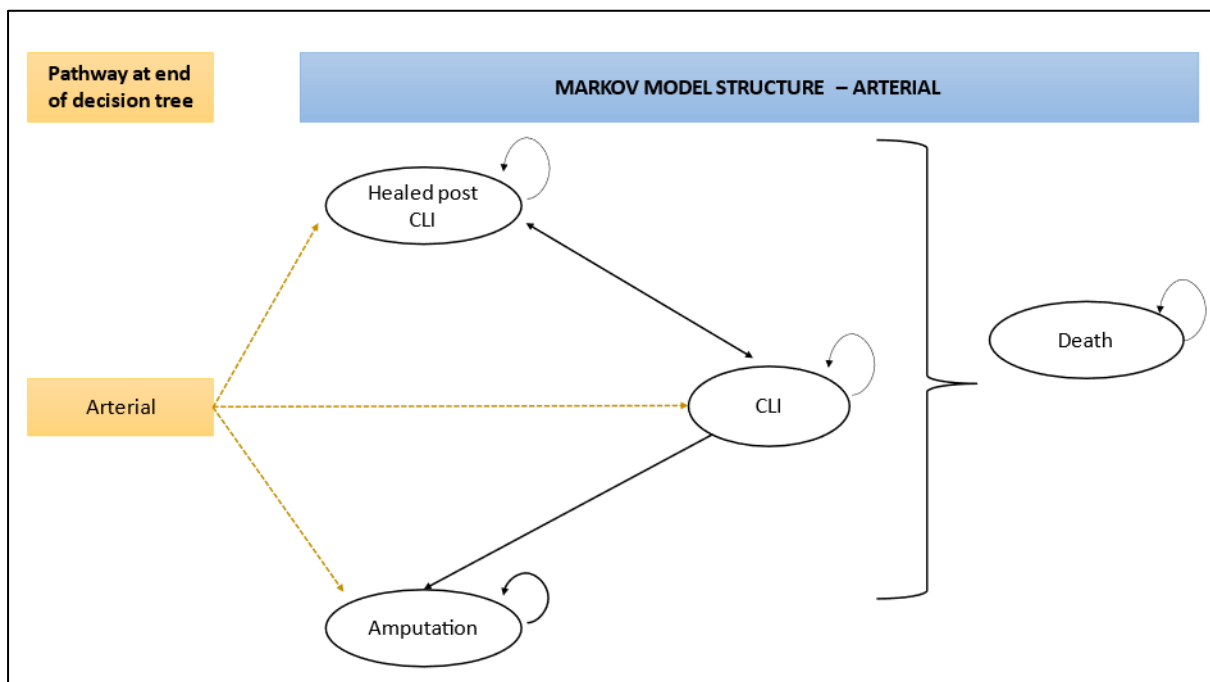 Pathway at end
of decision tree
MARKOV MODEL STRUCTURE – ARTERIAL
Healed post
CLI
Death
Arterial
CLI
Amputation